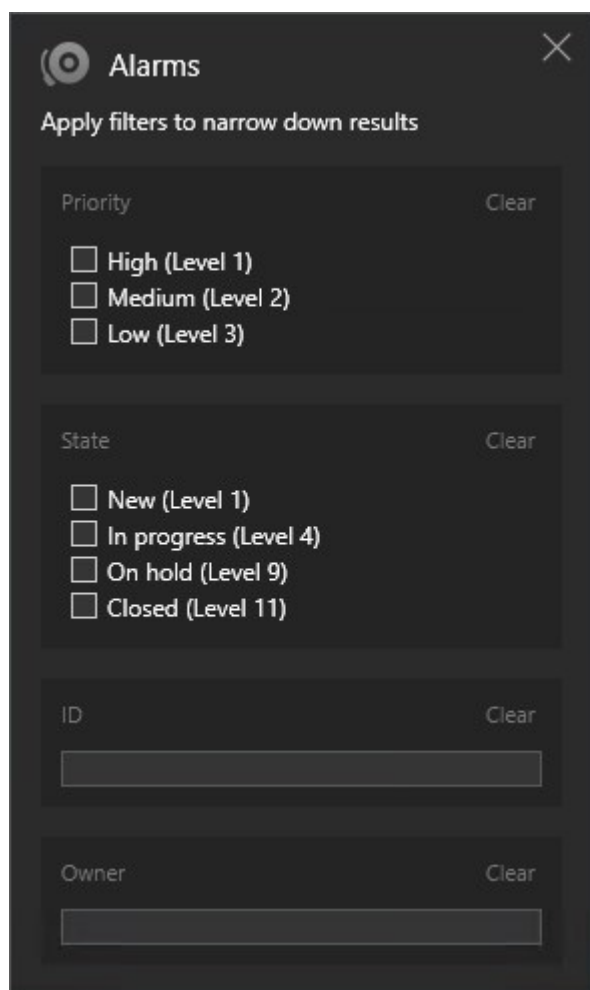 Alarms
Apply filters to narrow down results
Priority Clear
High (Level 1)
Medium (Level 2)
Low (Level 3)
State Clear
New (Level 1)
In progress (Level 4)
On hold (Level 9)
Closed (Level 11)
ID Clear
Owner Clear